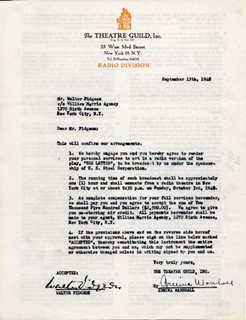 The THEATRE GUILD, Inc.
23 West 53rd Street
New York 19, N.Y.
RADIO DIVISION
September 13th, 1948
Mr. Walter Pidgeon
c/o William Morris Agency
1270 Sixth Avenue
New York City, N.Y.
Dear Mr. Pidgeon:
This will confirm our arrangements.
1. We hereby engage you and you hereby agree to render
your personal services to act in a radio version of the
play, "THE LETTER", to be broadcast by us under the sponsor-
ship of U. S. Steel Corporation.
2. The running time of such broadcast shall be approximately
one (1) hour and shall emanate from a radio theatre in
New York City at or about 9:30 p.m. on Sunday, October 3rd, 1948.
3. As complete compensation for your full services hereunder,
we shall pay you and you agree to accept the sum of Two
Thousand Five Hundred Dollars ($2,500.00). We agree to give
you on-starring air credit. All payments hereunder shall be
made to your agent, William Morris Agency, 1270 Sixth Avenue,
New York City, N.Y.
4. If the provisions above and on the reverse side hereof
meet with your approval, please sign on the line below marked
"ACCEPTED", thereby constituting this instrument the entire
agreement between you and us, which may not be supplemented
or otherwise changed unless in writing signed by you and us.
Very truly yours,
ACCEPTED:
THE THEATRE GUILD, INC.
Walter Pidgeon
By Armina Marshall
WALTER PIDGEON
ARMINA MARSHALL